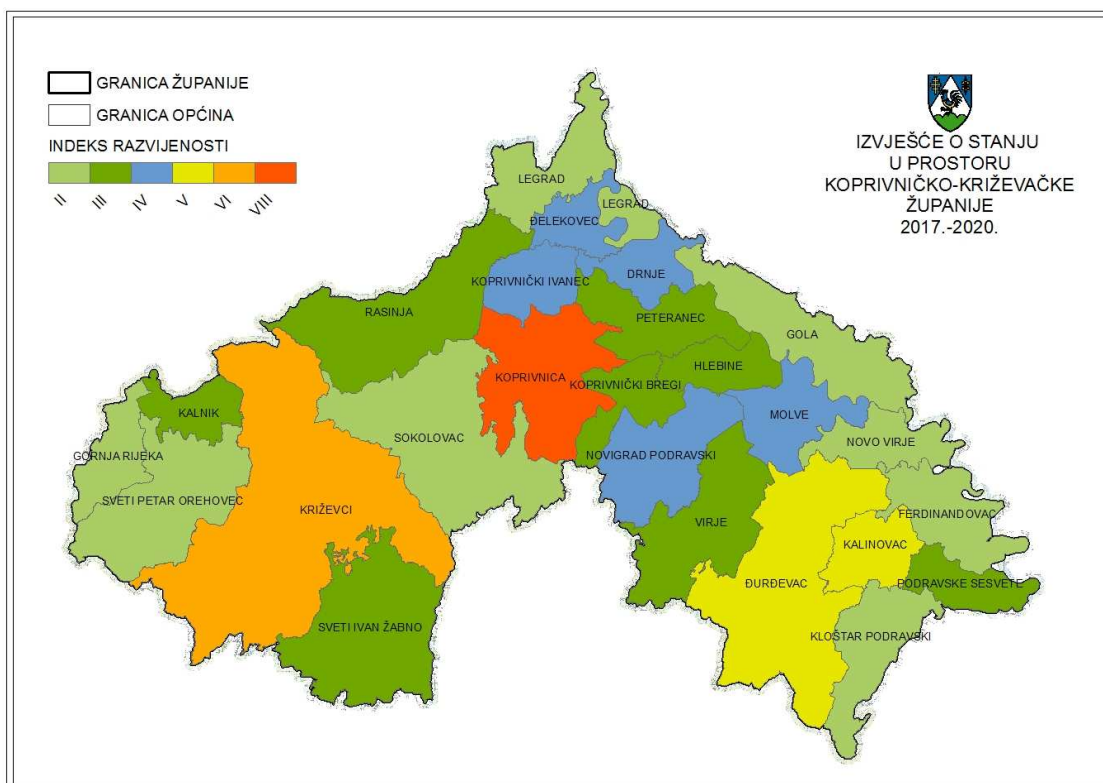 GRANICA ŽUPANIJE
GRANICA OPĆINA
INDEKS RAZVIJENOSTI
II
III
IV
V
VI
VIII
IZVJEŠĆE O STANJU
U PROSTORU
KOPRIVNIČKO-KRIŽEVAČKE
ŽUPANIJE
2017.-2020.
LEGRAD
LEGRAD
ĐELEKOVEC
DRNJE
KOPRIVNIČKI IVANEC
RASINJA
PETERANEC
GOLA
HLEBINE
KOPRIVNICA
KOPRIVNIČKI BREGI
KALNIK
MOLVE
SOKOLOVAC
NOVO VIRJE
GORNJA RIJEKA
NOVIGRAD PODRAVSKI
SVETI PETAR OREHOVEC
KRIŽEVCI
FERDINANDOVAC
VIRJE
KALINOVAC
ĐURĐEVAC
PODRAVSKE SESVETE
SVETI IVAN ŽABNO
KLOŠTAR PODRAVSKI